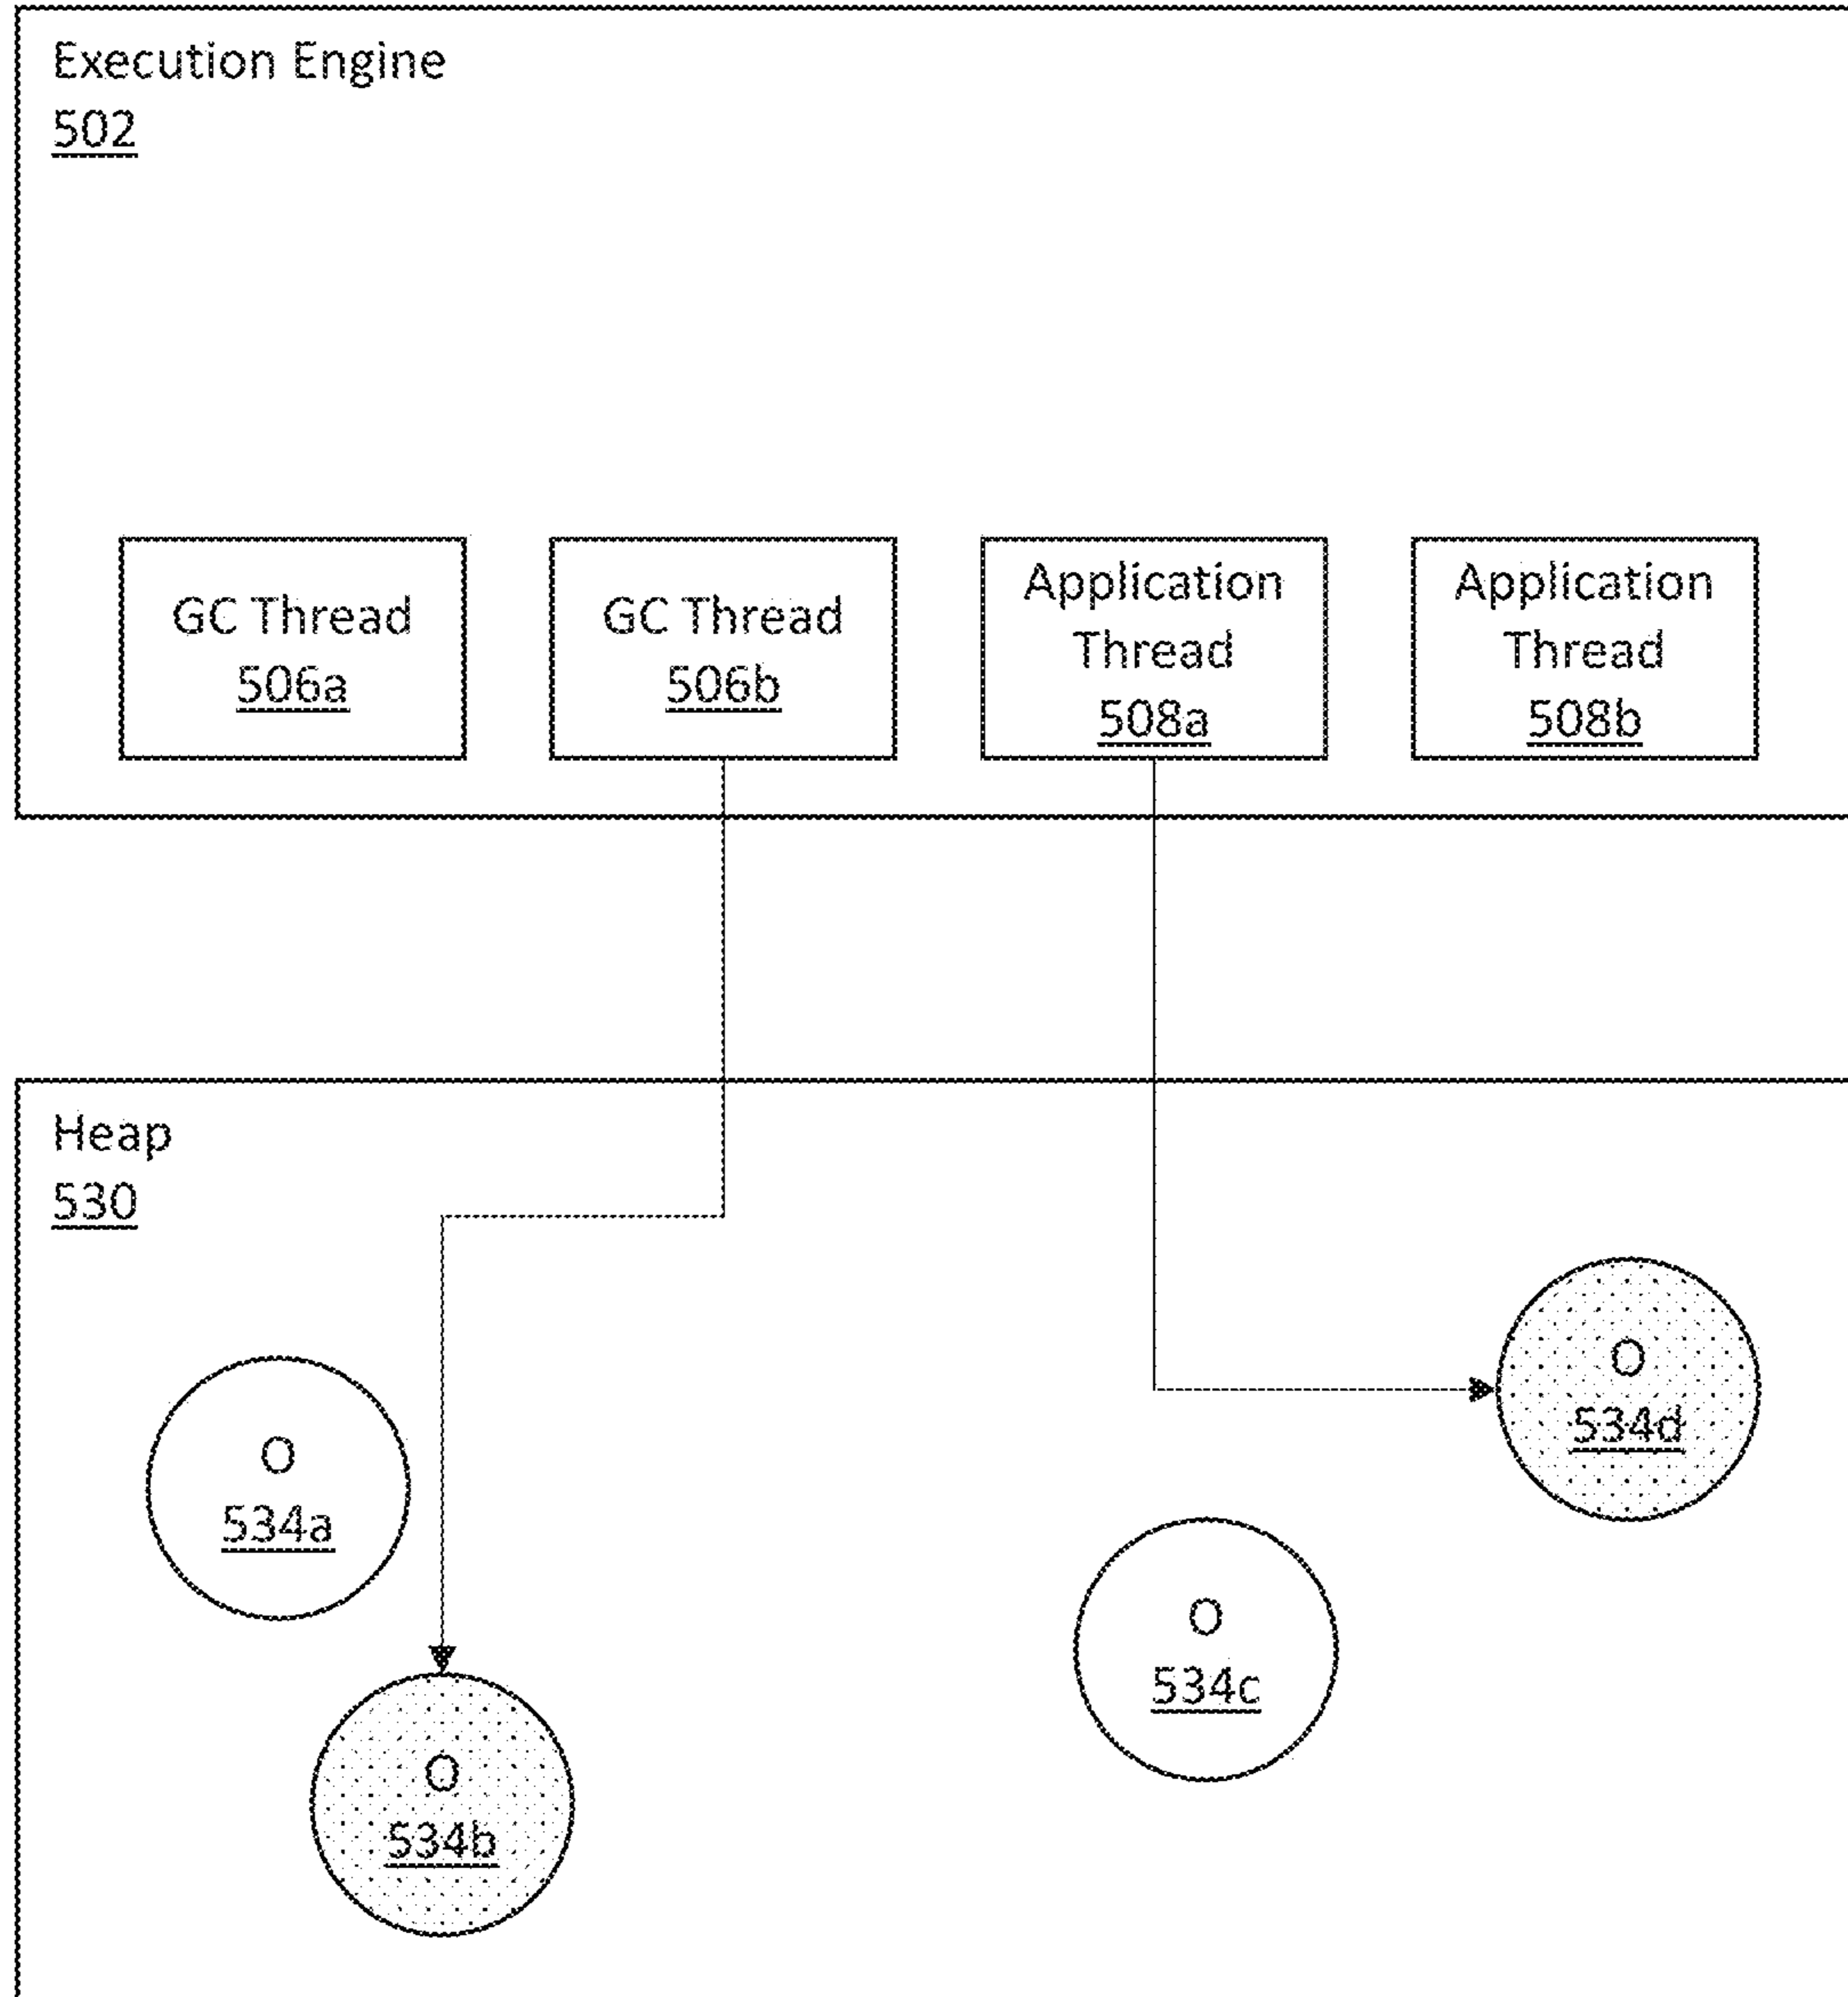 Execution Engine
502
GC Thread
506a
GC Thread
506b
Application
Thread
508a
Application
Thread
508b
Heap
530
O
534a
O
534b
O
534c
O
534d